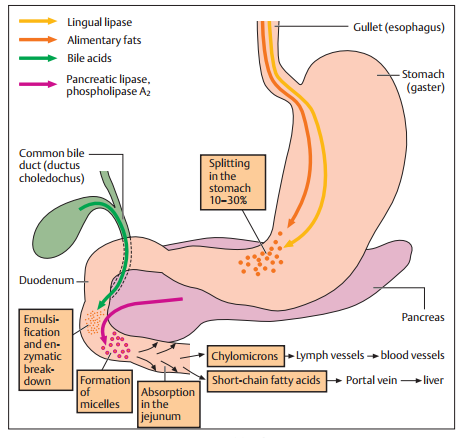 Lingual lipase
Alimentary fats
Bile acids
Pancreatic lipase,
phospholipase A2
Gullet (esophagus)
Stomach
(gaster)
Common bile
duct (ductus
choledochus)
Splitting
in the
stomach
10–30%
Duodenum
Pancreas
Emulsi-
fication
and en-
zymatic
break-
down
Formation
of
micelles
Absorption
in the
jejunum
Chylomicrons → Lymph vessels → blood vessels
Short-chain fatty acids → Portal vein → liver